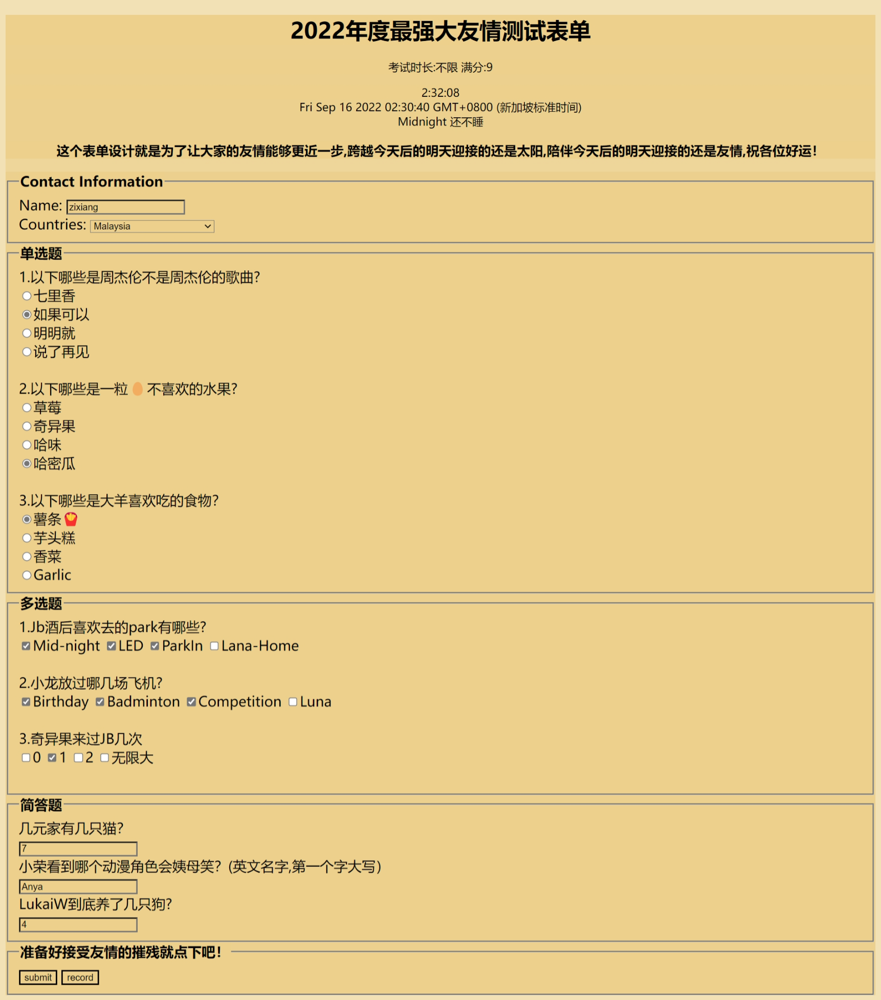 2022年度最强大友情测试表单
考试时长:不限 满分:9
2:32:08
Fri Sep 16 2022 02:30:40 GMT+0800 (新加坡标准时间)
Midnight 还不睡
这个表单设计就是为了让大家的友情能够更近一步,跨越今天后的明天迎接的还是太阳,陪伴今天后的明天迎接的还是友情,祝各位好运!
Contact Information
Name: zixiang
Countries: Malaysia
单选题
1.以下哪些是周杰伦不是周杰伦的歌曲?
七里香
如果可以
明明就
说了再见
2.以下哪些是一粒🥚不喜欢的水果?
草莓
奇异果
哈味
哈密瓜
3.以下哪些是大羊喜欢吃的食物?
薯条🍟
芋头糕
香菜
Garlic
多选题
1.Jb酒后喜欢去的park有哪些?
Mid-night LED ParkIn Lana-Home
2.小龙放过哪几场飞机?
Birthday Badminton Competition Luna
3.奇异果来过JB几次
0 1 2 无限大
简答题
几元家有几只猫?
7
小荣看到哪个动漫角色会姨母笑? (英文名字,第一个字大写)
Anya
LukaiW到底养了几只狗?
4
准备好接受友情的摧残就点下吧!
submit record